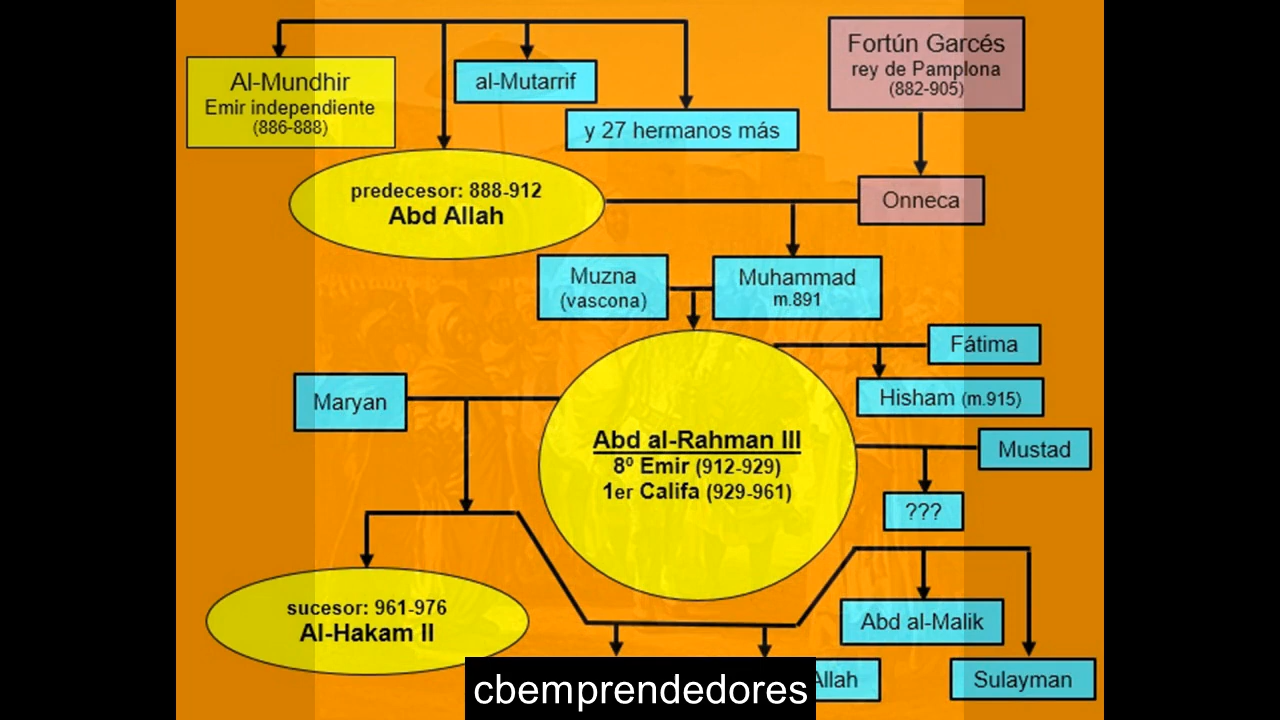 Al-Mundhir
Emir independiente
(886-888)
al-Mutarrif
y 27 hermanos más
Fortún Garcés
rey de Pamplona
(882-905)
predecesor: 888-912
Abd Allah
Onneca
Muzna
(vascona)
Muhammad
m.891
Fátima
Hisham (m.915)
Maryan
Abd al-Rahman III
8º Emir (912-929)
1er Califa (929-961)
Mustad
???
sucesor: 961-976
Al-Hakam II
Abd al-Malik
Allah
Sulayman
cbemprendedores